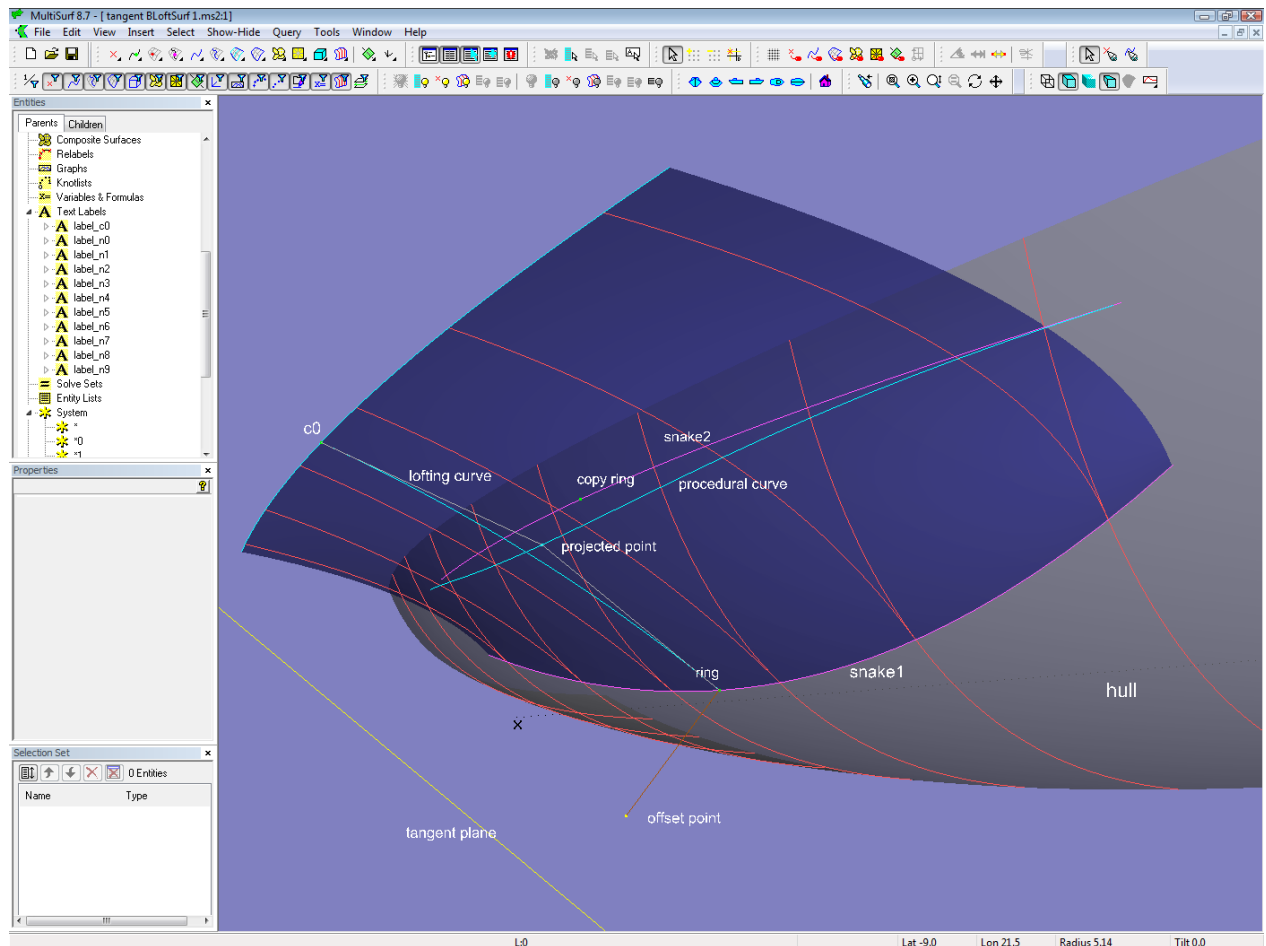 MultiSurf 8.7 - [ tangent BLoftSurf 1.ms2:1]
File Edit View Insert Select Show-Hide Query Tools Window Help
Entities
Parents Children
Composite Surfaces
Relabels
Graphs
Knotlists
Variables & Formulas
Text Labels
label_c0
label_n0
label_n1
label_n2
label_n3
label_n4
label_n5
label_n6
label_n7
label_n8
label_n9
Solve Sets
Entity Lists
System
*
*0
*1
Properties
Selection Set
0 Entities
Name Type
c0
snake2
lofting curve
copy ring
procedural curve
projected point
ring
snake1
hull
x
offset point
tangent plane
L:0 Lat -9.0 Lon 21.5 Radius 5.14 Tilt 0.0